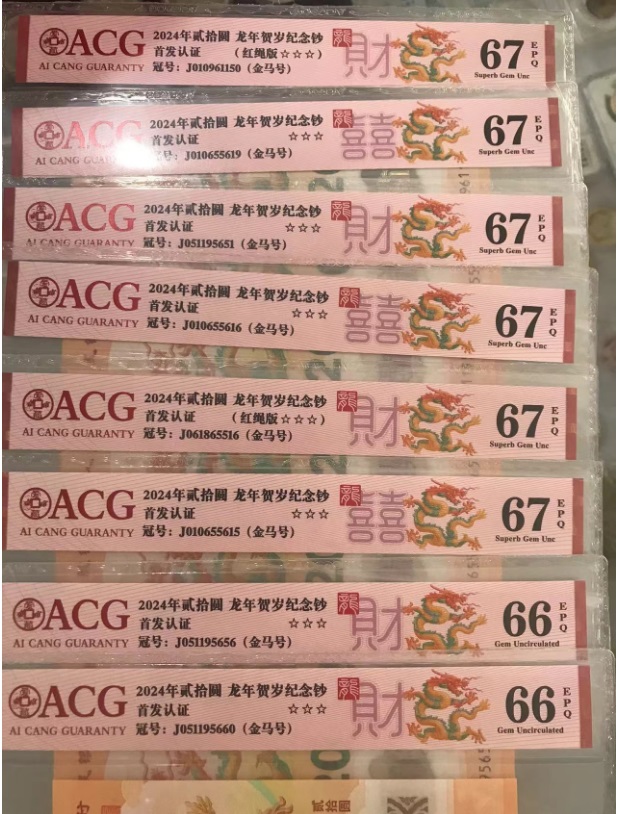 ACG
AI CANG GUARANTY
2024年贰拾圆 龙年贺岁纪念钞
首发认证 （红绳版☆☆☆）
冠号：J010961150（金马号）
龍
財
67
EPQ
Superb Gem Unc
ACG
AI CANG GUAR
2024年贰拾圆 龙年贺岁纪念钞
首发认证 ☆☆☆
号：J010655619（金马号）
龍
囍
67
EPQ
Superb Gem Unc
ACG
AI CANG GUARANTY
2024年贰拾圆 龙年贺岁纪念钞
首发认证 ☆☆☆
冠号：J051195651（金马号）
龍
財
67
EPQ
Superb Gem Unc
ACG
AI CANG GUARANTY
2024年贰拾圆 龙年贺岁纪念钞
首发认证 ☆☆☆
冠号：J010655616（金马号）
龍
囍
67
EPQ
Superb Gem Unc
ACG
AI CANG GUARANTY
2024年贰拾圆 龙年贺岁纪念钞
首发认证 （红绳版☆☆☆）
冠号：J061865516（金马号）
龍
財
67
EPQ
Superb Gem Unc
ACG
AI CANG GUARANTY
2024年贰拾圆 龙年贺岁纪念钞
首发认证 ☆☆☆
冠号：J010655615（金马号）
龍
囍
67
EPQ
Superb Gem Unc
ACG
AI CANG GUARANTY
2024年贰拾圆 龙年贺岁纪念钞
首发认证 ☆☆☆
冠号：J051195656（金马号）
龍
財
66
EPQ
Gem Uncirculated
ACG
AI CANG GUARANTY
2024年贰拾圆 龙年贺岁纪念钞
首发认证 ☆☆☆
冠号：J051195660（金马号）
龍
財
66
EPQ
Gem Uncirculated
贰拾圆